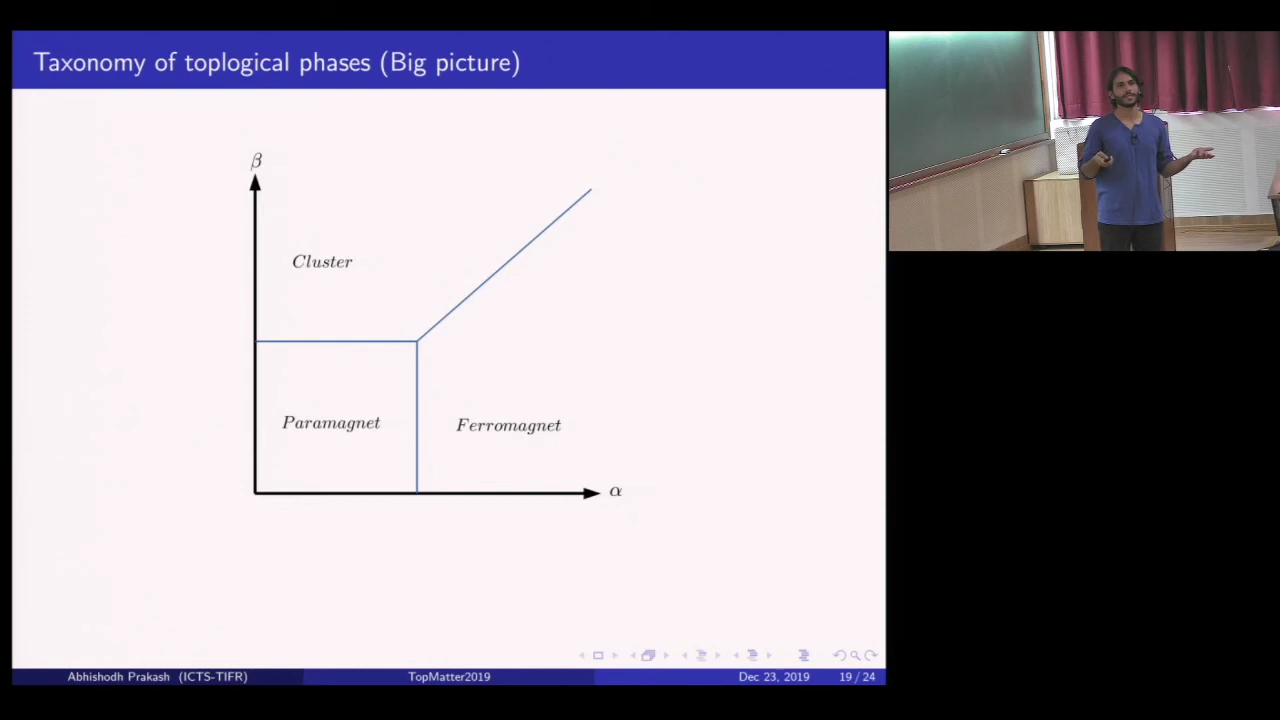 Taxonomy of toplogical phases (Big picture)
β
Cluster
Paramagnet
Ferromagnet
α
Abhishodh Prakash (ICTS-TIFR)
TopMatter2019
Dec 23, 2019
19 / 24